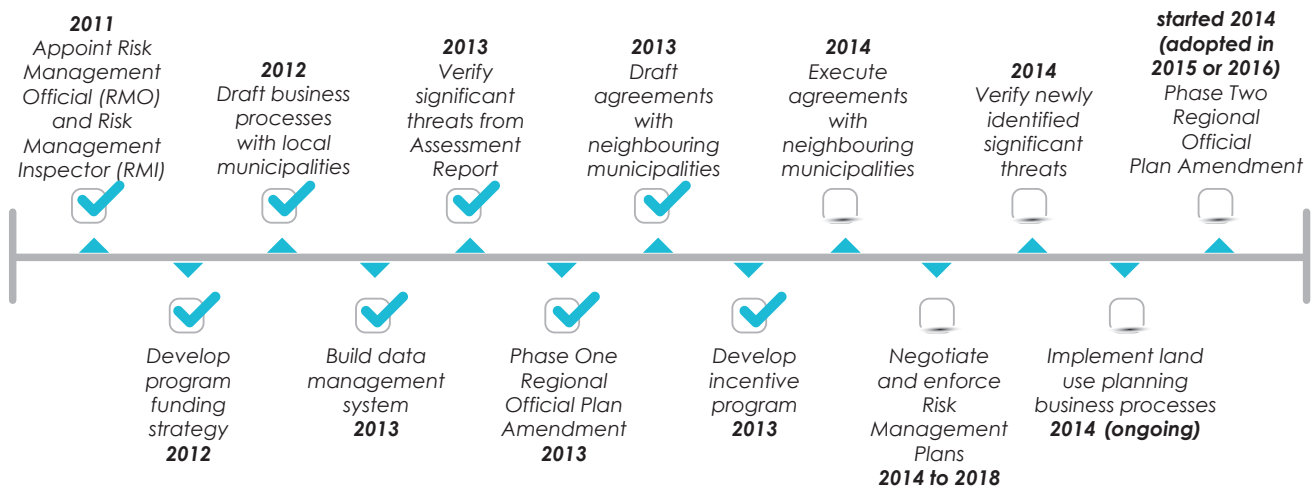 2011
Appoint Risk
Management
Official (RMO)
and Risk
Management
Inspector (RMI)
Develop
program
funding
strategy
2012
2012
Draft business
processes
with local
municipalities
Build data
management
system
2013
2013
Verify
significant
threats from
Assessment
Report
Phase One
Regional
Official Plan
Amendment
2013
2013
Draft
agreements
with
neighbouring
municipalities
Develop
incentive
program
2013
2014
Execute
agreements
with
neighbouring
municipalities
Negotiate
and enforce
Risk
Management
Plans
2014 to 2018
2014
Verify newly
identified
significant
threats
Implement land
use planning
business processes
2014 (ongoing)
started 2014
(adopted in
2015 or 2016)
Phase Two
Regional
Official
Plan Amendment